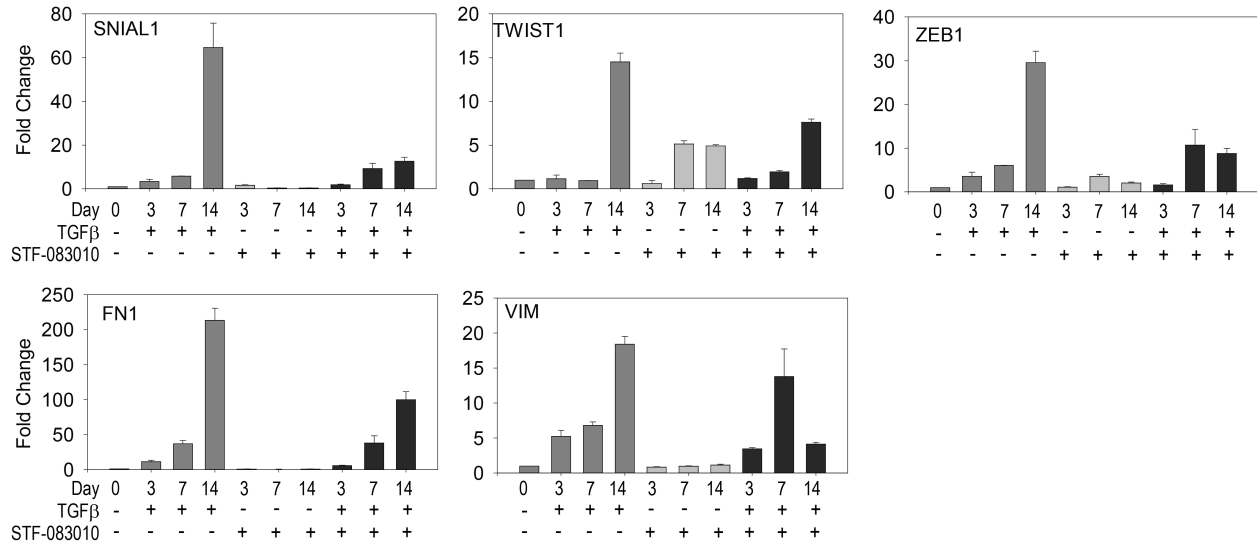 SNIAL1
80
60
40
20
0
Fold Change
Day 0 3 7 14 3 7 14 3 7 14
TGFβ - + + + - - - + + +
STF-083010 - - - - + + + + + +
TWIST1
20
15
10
5
0
0 3 7 14 3 7 14 3 7 14
- + + + - - - + + +
- - - - + + + + + +
ZEB1
40
30
20
10
0
0 3 7 14 3 7 14 3 7 14
- + + + - - - + + +
- - - - + + + + + +
FN1
250
200
150
100
50
0
Fold Change
Day 0 3 7 14 3 7 14 3 7 14
TGFβ - + + + - - - + + +
STF-083010 - - - - + + + + + +
VIM
25
20
15
10
5
0
0 3 7 14 3 7 14 3 7 14
- + + + - - - + + +
- - - - + + + + + +